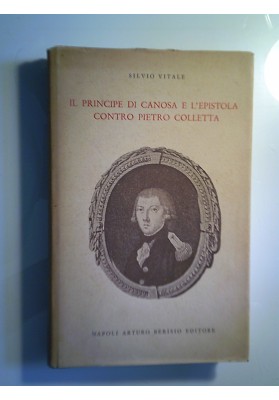 SILVIO VITALE
IL PRINCIPE DI CANOSA E L'EPISTOLA
CONTRO PIETRO COLLETTA
NAPOLI ARTURO BERISIO EDITORE